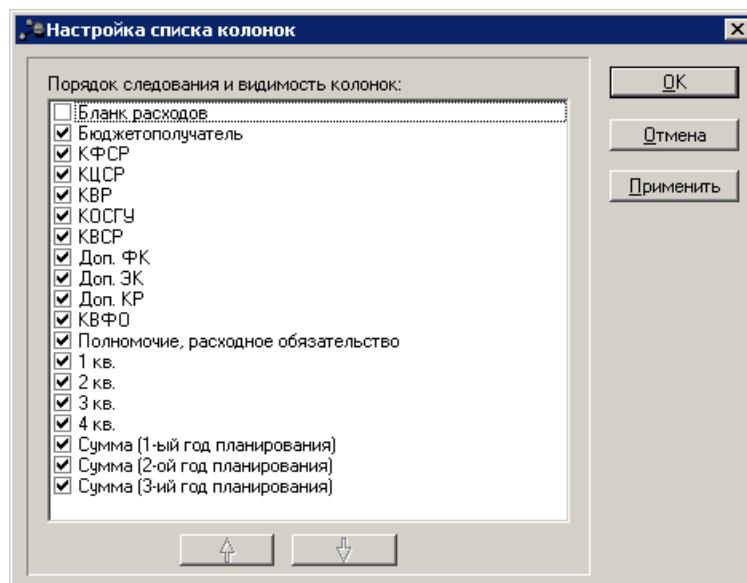 Настройка списка колонок
Порядок следования и видимость колонок:
Бланк расходов
Бюджетополучатель
КФСР
КЦСР
КВР
КОСГУ
КВСР
Доп. ФК
Доп. ЭК
Доп. КР
КВФО
Полномочие, расходное обязательство
1 кв.
2 кв.
3 кв.
4 кв.
Сумма (1-ый год планирования)
Сумма (2-ой год планирования)
Сумма (3-ий год планирования)
OK
Отмена
Применить